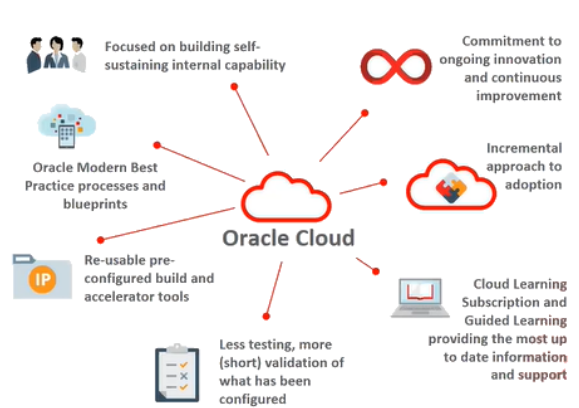 Focused on building self-
sustaining internal capability
Commitment to
ongoing innovation
and continuous
improvement
Oracle Modern Best
Practice processes and
blueprints
Incremental
approach to
adoption
Oracle Cloud
IP
Re-usable pre-
configured build and
accelerator tools
Cloud Learning
Subscription and
Guided Learning
providing the most up
to date information
and support
Less testing, more
(short) validation of
what has been
configured